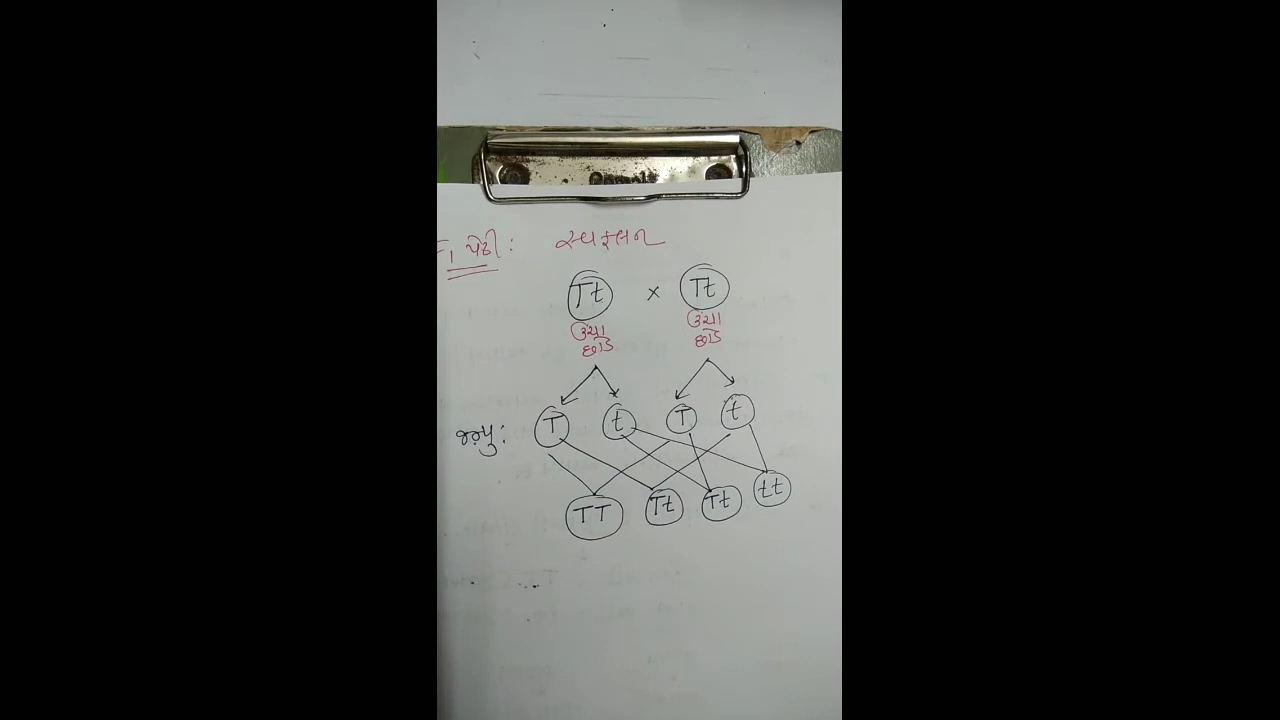 F₁ પેઢી: સ્વફલન
Tt × Tt
ઉંચા ઉંચા
છોડ છોડ
જન્યુ: T t T t
TT Tt Tt tt